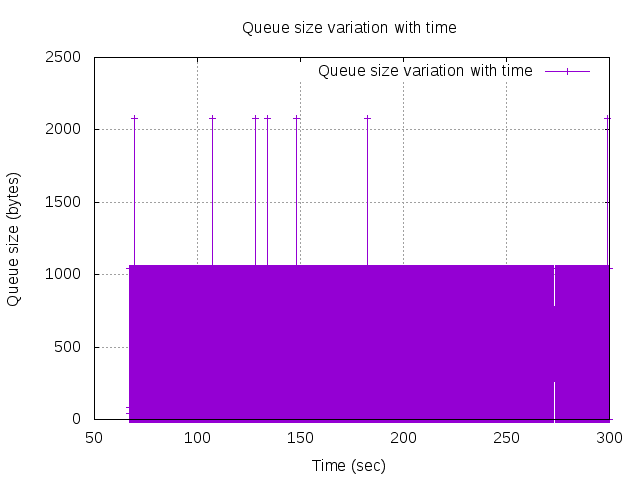 Queue size variation with time
Queue size variation with time
2500
2000
1500
1000
500
0
50 100 150 200 250 300
Queue size (bytes)
Time (sec)